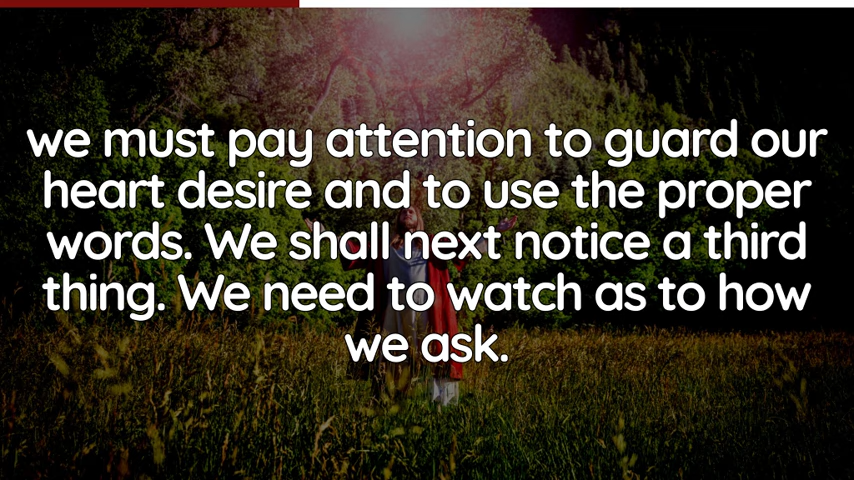 we must pay attention to guard our
heart desire and to use the proper
words. We shall next notice a third
thing. We need to watch as to how
we ask.